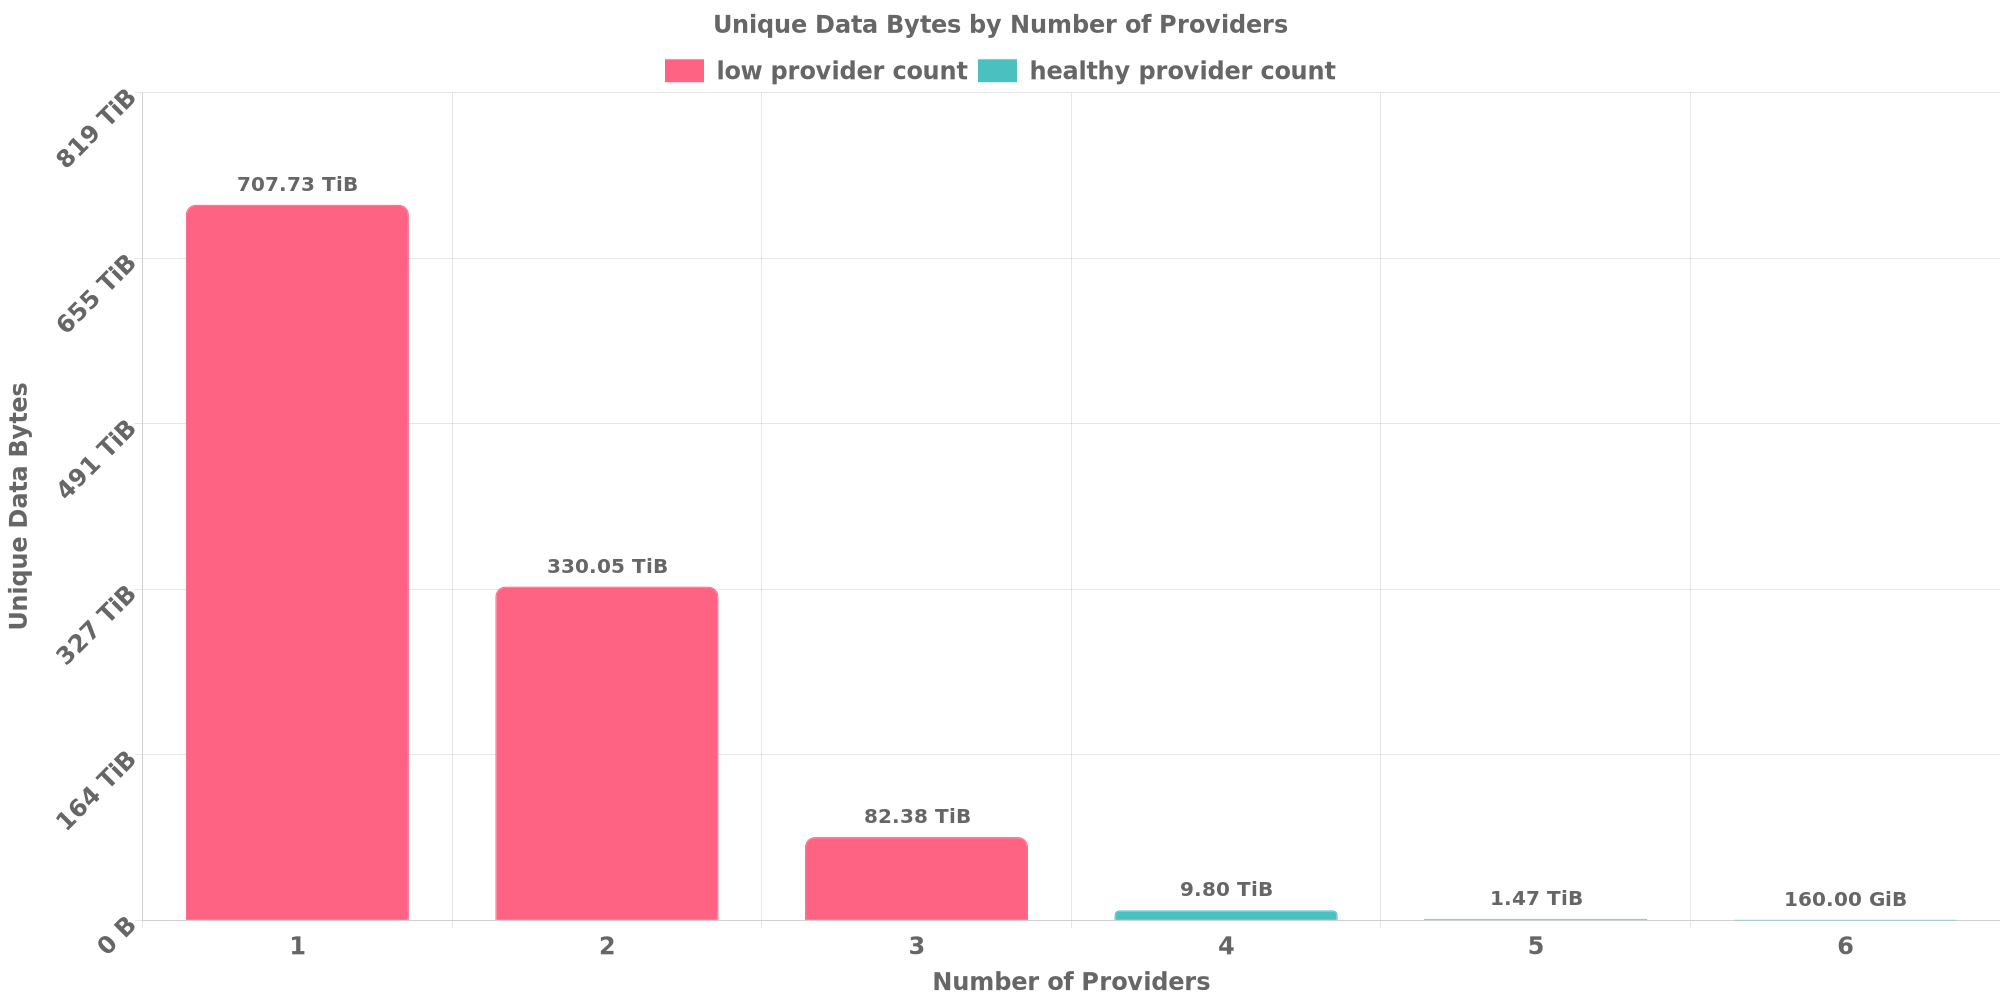 Unique Data Bytes by Number of Providers
low provider count healthy provider count
819 TiB
655 TiB
491 TiB
327 TiB
164 TiB
0 B
Unique Data Bytes
707.73 TiB
330.05 TiB
82.38 TiB
9.80 TiB
1.47 TiB
160.00 GiB
1 2 3 4 5 6
Number of Providers